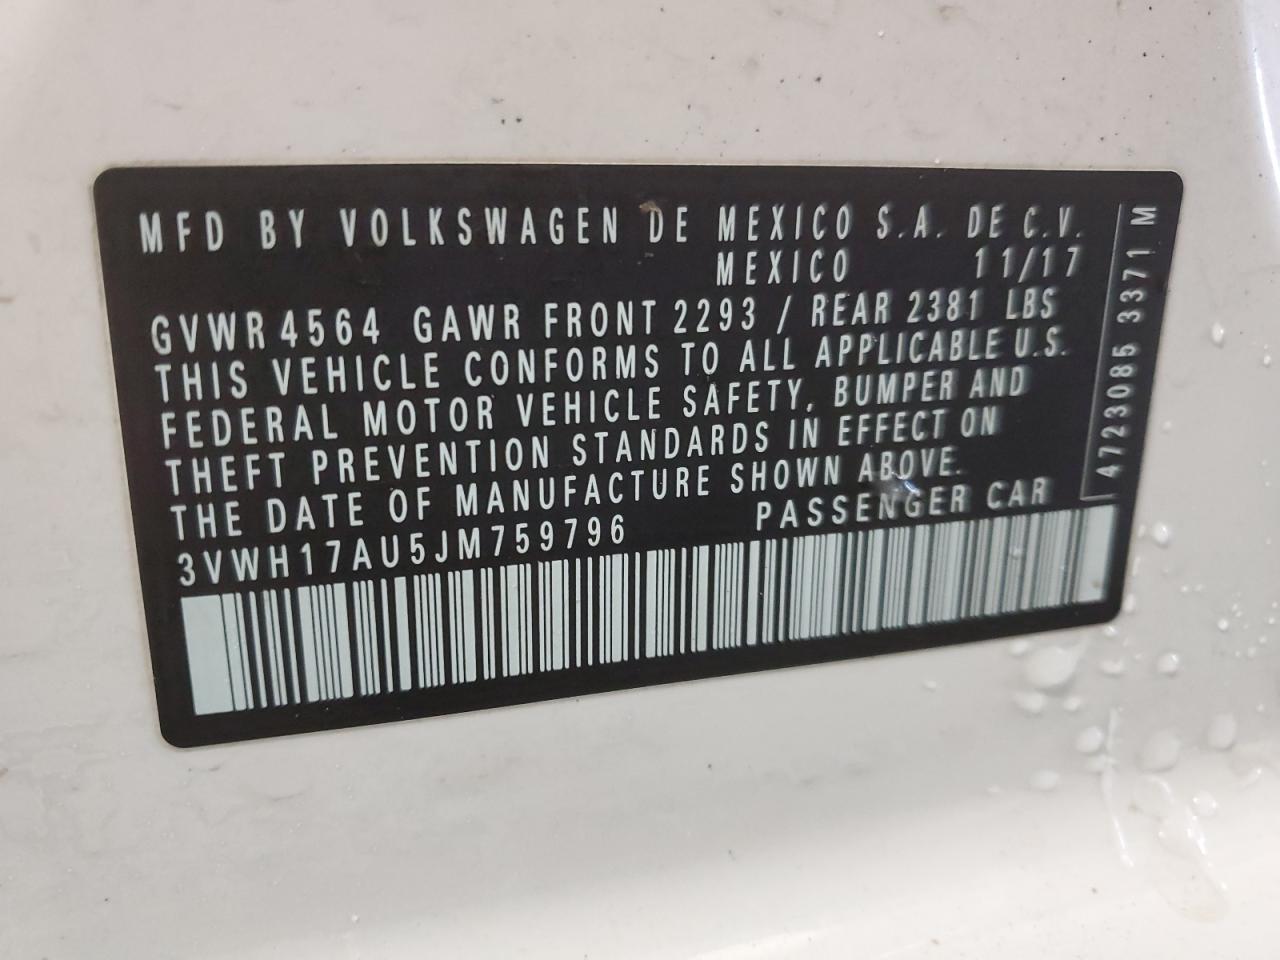 MFD BY VOLKSWAGEN DE MEXICO S.A. DE C.V.
MEXICO 11/17
GVWR 4564 GAWR FRONT 2293 / REAR 2381 LBS
THIS VEHICLE CONFORMS TO ALL APPLICABLE U.S.
FEDERAL MOTOR VEHICLE SAFETY, BUMPER AND
THEFT PREVENTION STANDARDS IN EFFECT ON
THE DATE OF MANUFACTURE SHOWN ABOVE.
3VWH17AU5JM759796 PASSENGER CAR
4723085 3371 M